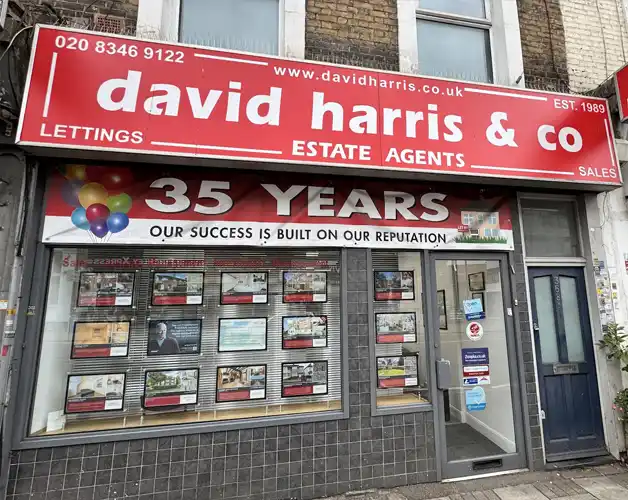 020 8346 9122
www.davidharris.co.uk
EST. 1989
david harris & co
LETTINGS
ESTATE AGENTS
SALES
35 YEARS
OUR SUCCESS IS BUILT ON OUR REPUTATION